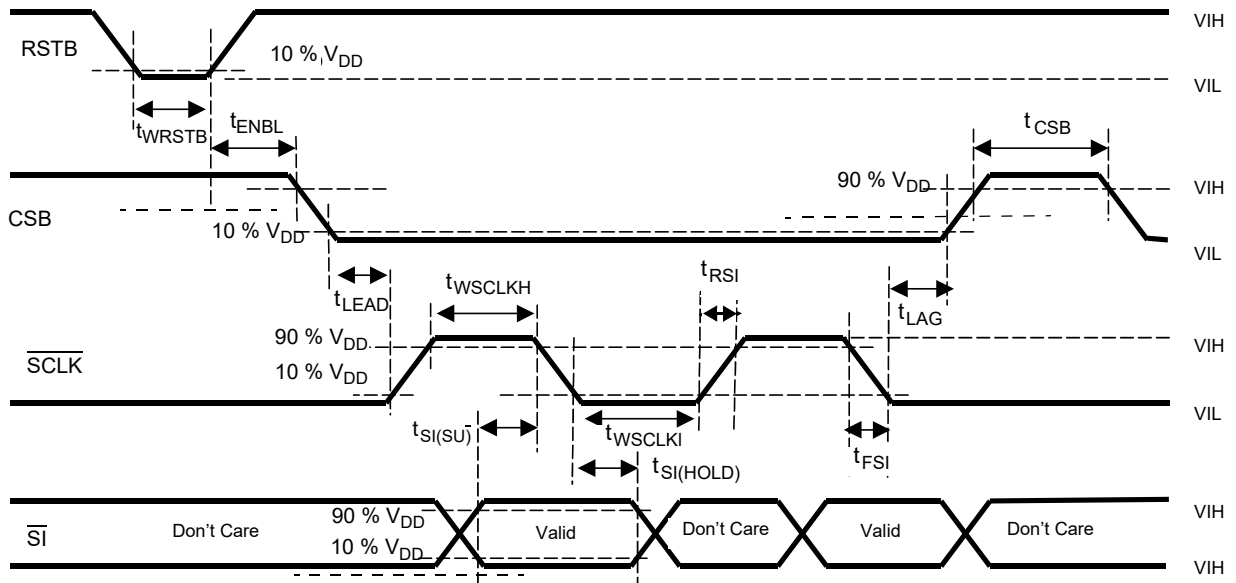 VIH
RSTB
10 % VDD
VIL
tWRSTB
tENBL
tCSB
90 % VDD
VIH
CSB
10 % VDD
VIL
tLEAD
tWSCLKH
tRSI
tLAG
90 % VDD
VIH
SCLK
10 % VDD
VIL
tSI(SU)
tWSCLKl
tFSI
tSI(HOLD)
VIH
SI
Don't Care
90 % VDD
Valid
Don't Care
Valid
Don't Care
10 % VDD
VIH